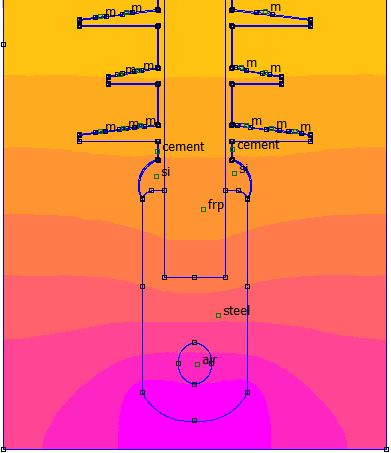 m m m m
m m m
m m m m m m
cement cement
si si
frp
steel
air